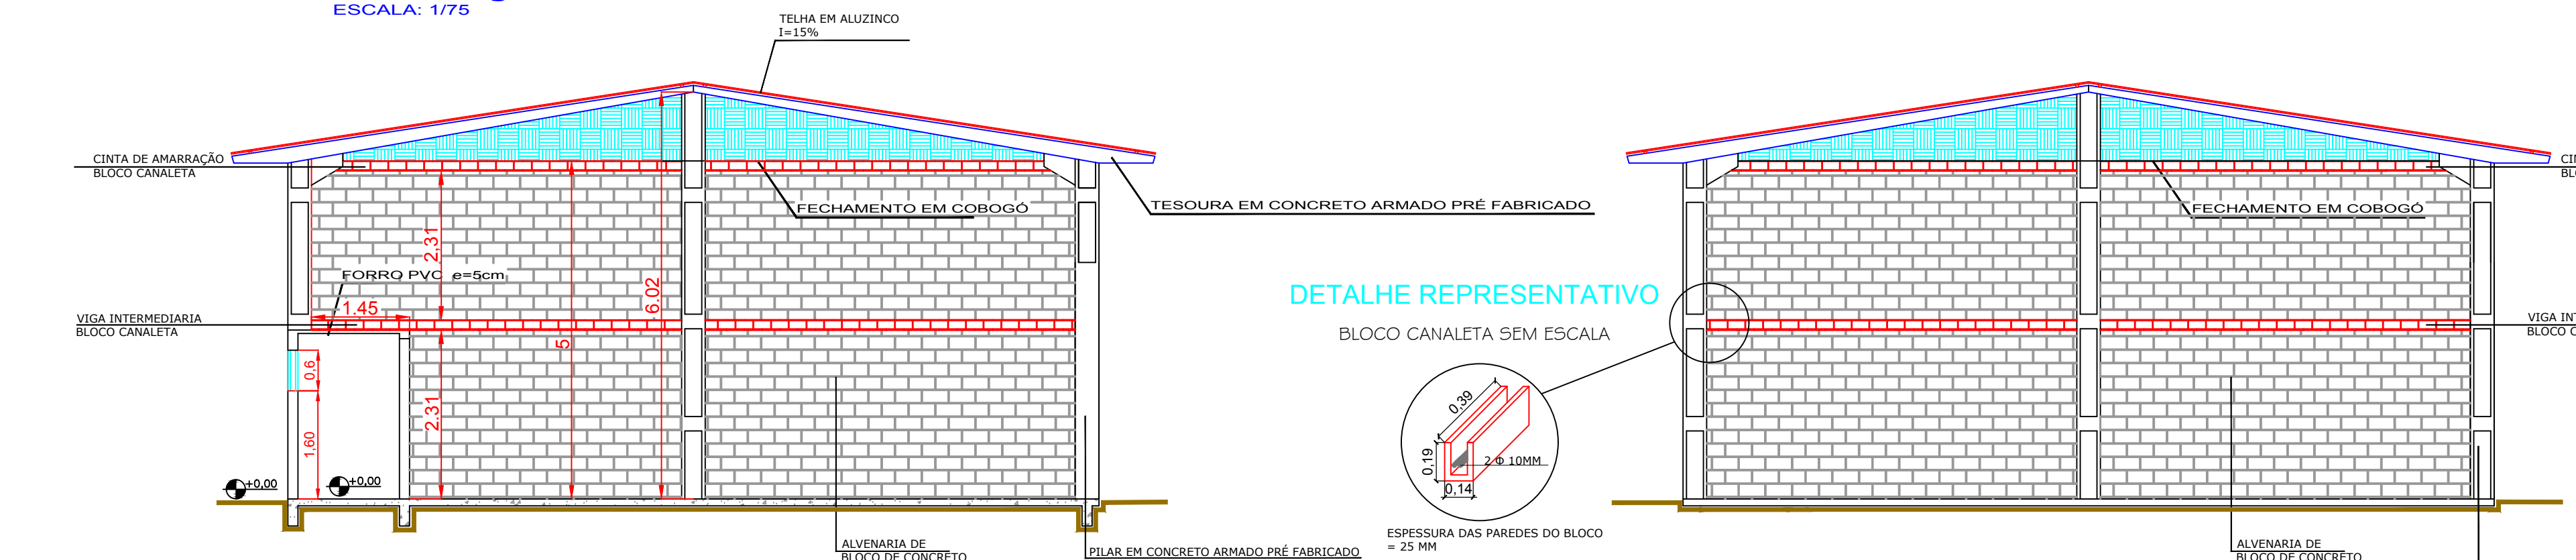 ESCALA: 1/75
TELHA EM ALUZINCO
I=15%
CINTA DE AMARRAÇÃO
BLOCO CANALETA
FECHAMENTO EM COBOGÓ
TESOURA EM CONCRETO ARMADO PRÉ FABRICADO
2,31
6.02
FORRO PVC e=5cm
1.45
VIGA INTERMEDIARIA
BLOCO CANALETA
5
0,6
2.31
1,60
+0,00
+0,00
ALVENARIA DE
BLOCO DE CONCRETO
PILAR EM CONCRETO ARMADO PRÉ FABRICADO
DETALHE REPRESENTATIVO
BLOCO CANALETA SEM ESCALA
0,39
0,19
2 Φ 10MM
0,14
ESPESSURA DAS PAREDES DO BLOCO
= 25 MM
FECHAMENTO EM COBOGÓ
VIGA
BLOCO
ALVENARIA DE
BLOCO DE CONCRETO